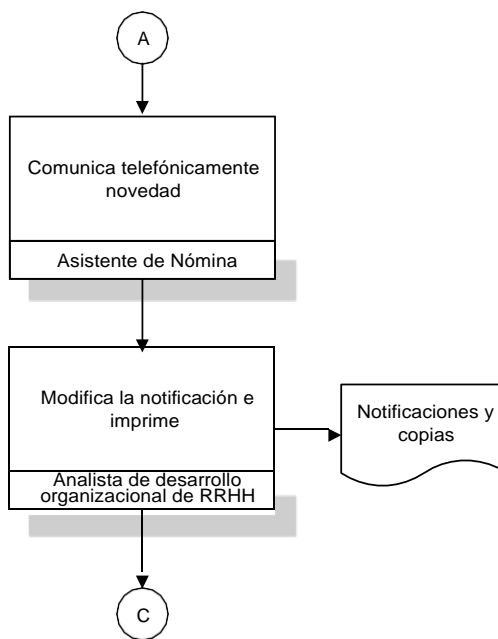 A
Comunica telefónicamente
novedad
Asistente de Nómina
Modifica la notificación e
imprime
Analista de desarrollo
organizacional de RRHH
Notificaciones y
copias
C